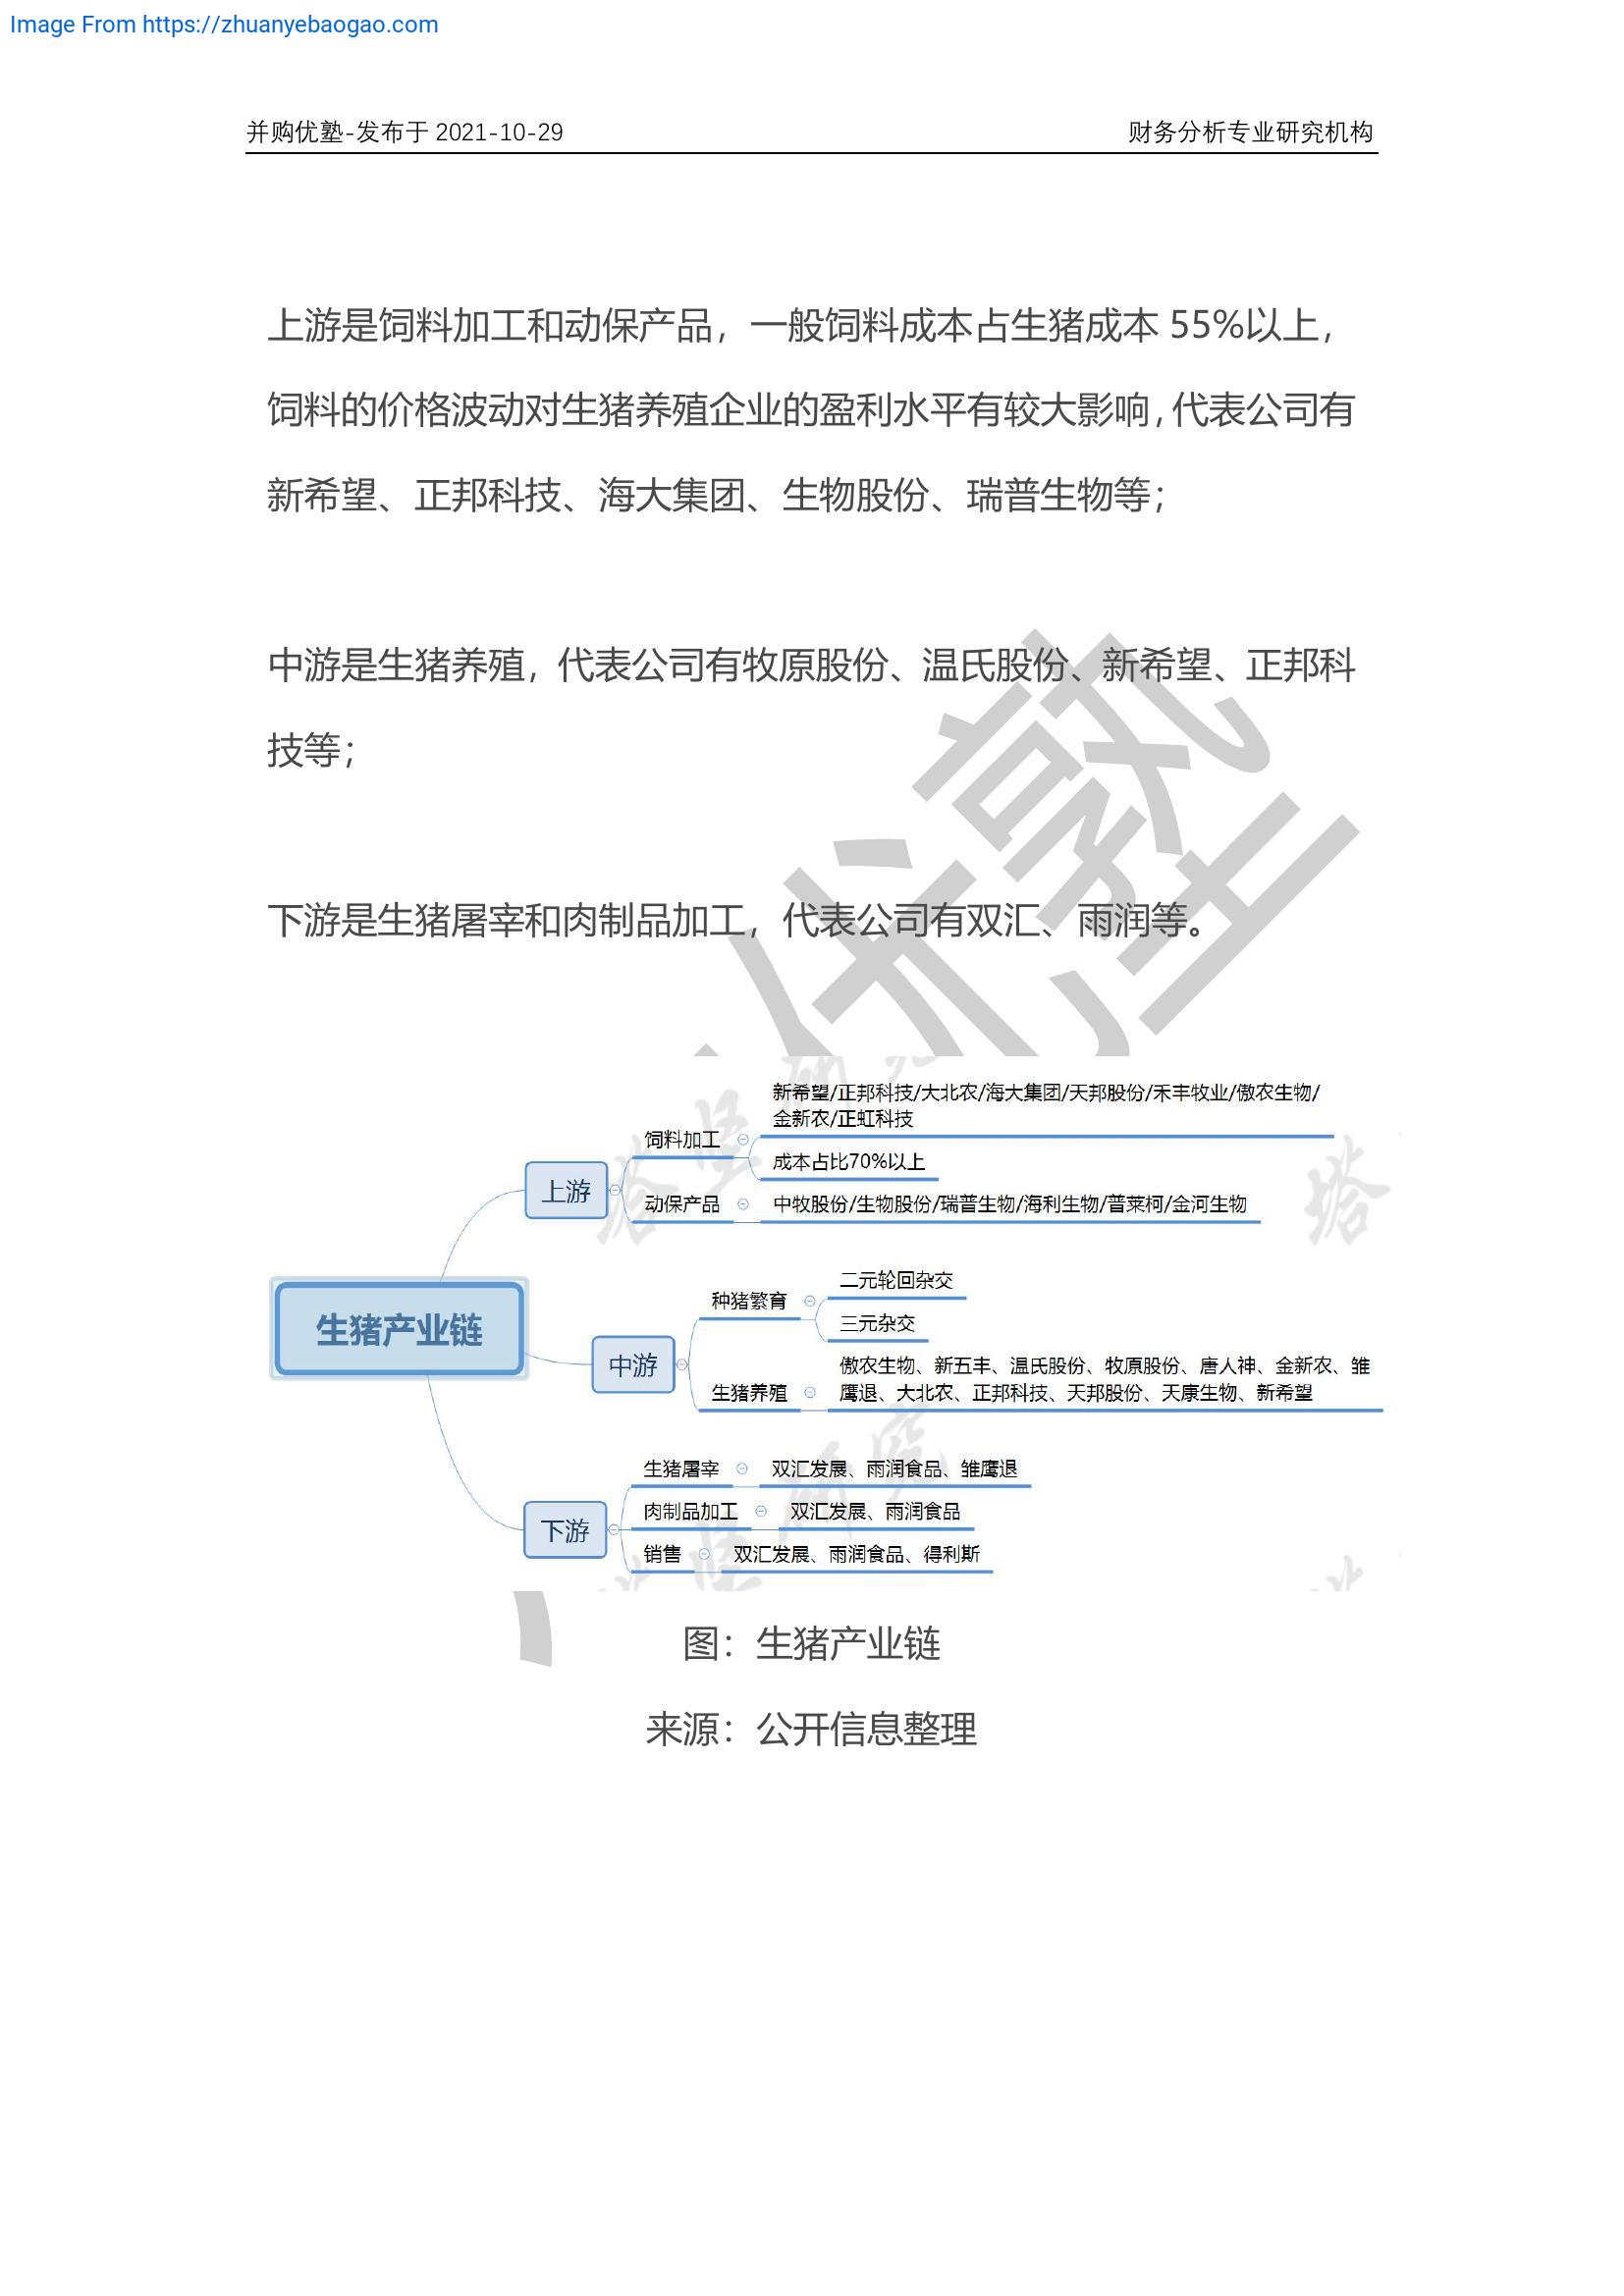 Image From https://zhuanyebaogao.com
并购优塾-发布于 2021-10-29
财务分析专业研究机构
上游是饲料加工和动保产品，一般饲料成本占生猪成本 55%以上，
饲料的价格波动对生猪养殖企业的盈利水平有较大影响，代表公司有
新希望、正邦科技、海大集团、生物股份、瑞普生物等；
中游是生猪养殖，代表公司有牧原股份、温氏股份、新希望、正邦科
技等；
下游是生猪屠宰和肉制品加工，代表公司有双汇、雨润等。
生猪产业链
上游
饲料加工
新希望/正邦科技/大北农/海大集团/天邦股份/禾丰牧业/傲农生物/
金新农/正虹科技
成本占比70%以上
动保产品
中牧股份/生物股份/瑞普生物/海利生物/普莱柯/金河生物
中游
种猪繁育
二元轮回杂交
三元杂交
生猪养殖
傲农生物、新五丰、温氏股份、牧原股份、唐人神、金新农、雏
鹰退、大北农、正邦科技、天邦股份、天康生物、新希望
下游
生猪屠宰
双汇发展、雨润食品、雏鹰退
肉制品加工
双汇发展、雨润食品
销售
双汇发展、雨润食品、得利斯
图：生猪产业链
来源：公开信息整理